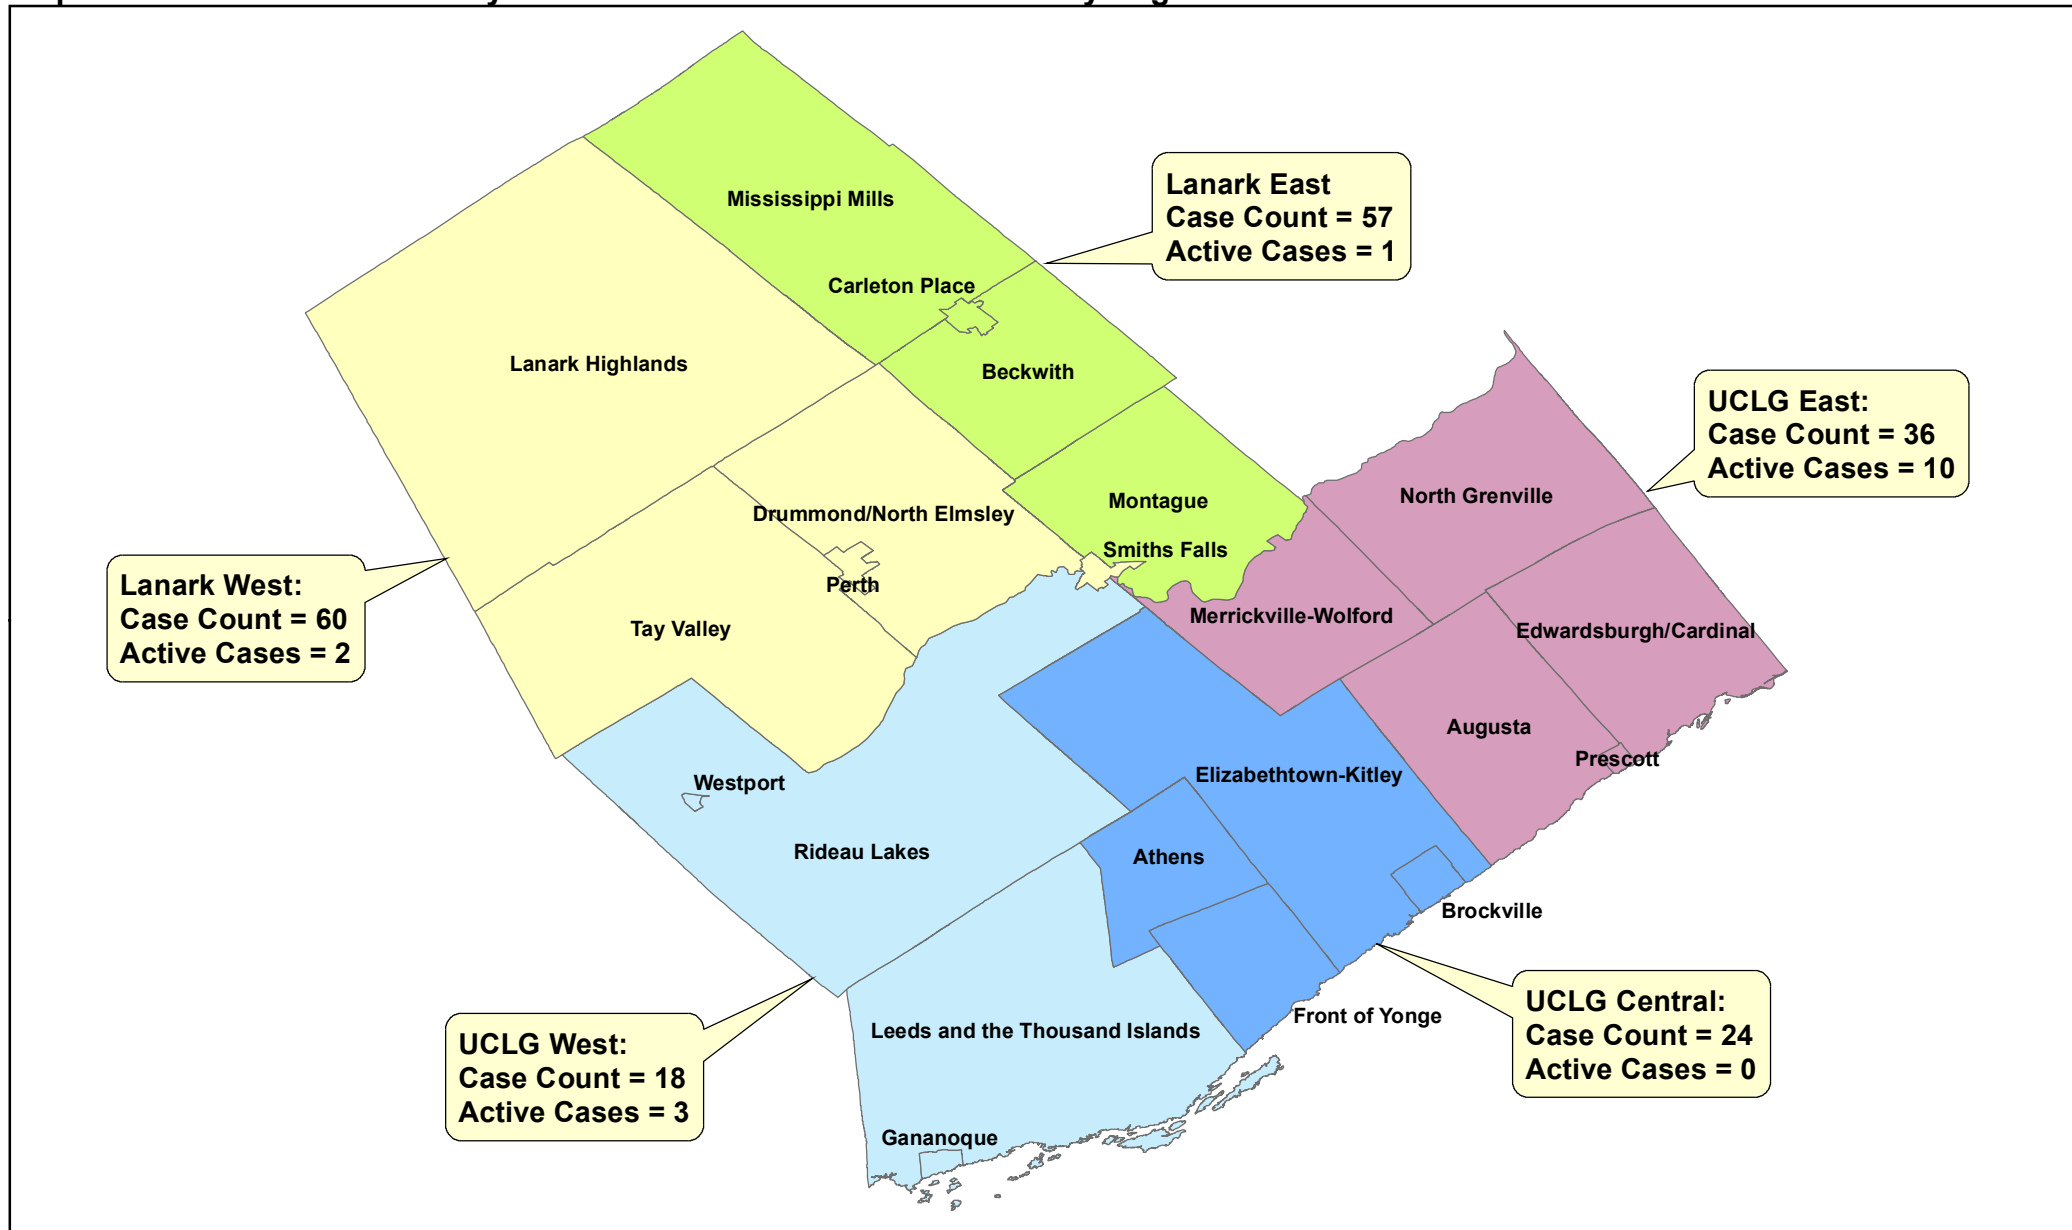 Mississippi Mills
Lanark East
Case Count = 57
Active Cases = 1
Carleton Place
Lanark Highlands
Beckwith
UCLG East:
Case Count = 36
Active Cases = 10
North Grenville
Montague
Drummond/North Elmsley
Smiths Falls
Perth
Lanark West:
Case Count = 60
Active Cases = 2
Tay Valley
Merrickville-Wolford
Edwardsburgh/Cardinal
Augusta
Prescott
Westport
Elizabethtown-Kitley
Rideau Lakes
Athens
Brockville
UCLG Central:
Case Count = 24
Active Cases = 0
Front of Yonge
Leeds and the Thousand Islands
UCLG West:
Case Count = 18
Active Cases = 3
Gananoque